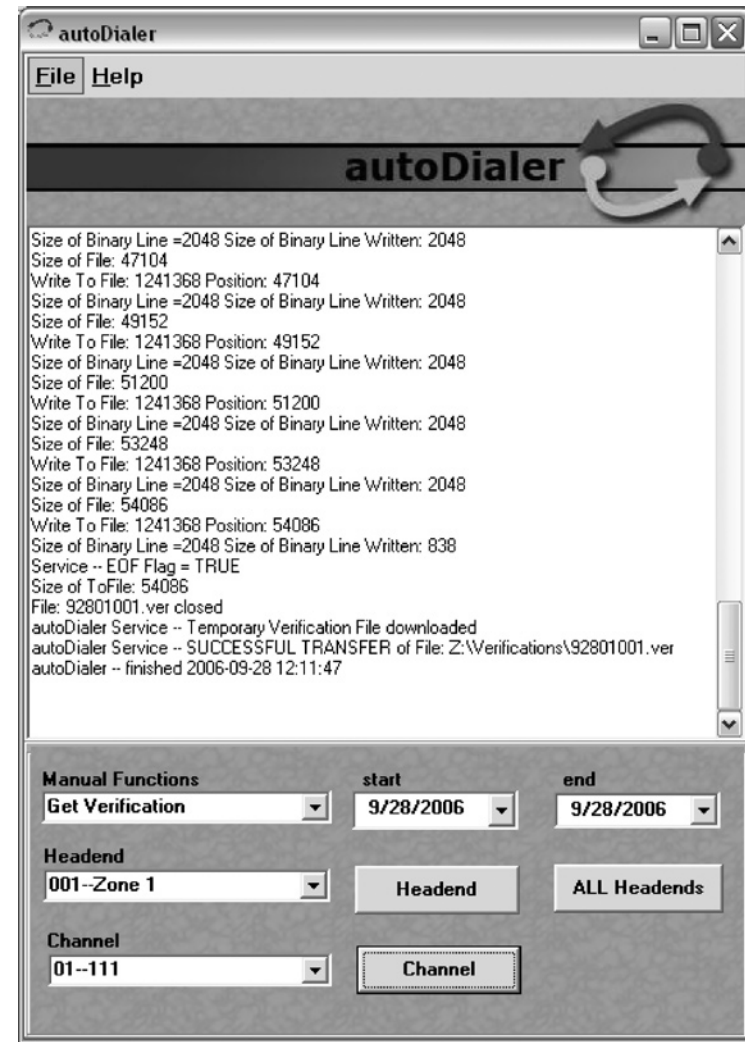 autoDialer
File Help
autoDialer
Size of Binary Line =2048 Size of Binary Line Written: 2048
Size of File: 47104
Write To File: 1241368 Position: 47104
Size of Binary Line =2048 Size of Binary Line Written: 2048
Size of File: 49152
Write To File: 1241368 Position: 49152
Size of Binary Line =2048 Size of Binary Line Written: 2048
Size of File: 51200
Write To File: 1241368 Position: 51200
Size of Binary Line =2048 Size of Binary Line Written: 2048
Size of File: 53248
Write To File: 1241368 Position: 53248
Size of Binary Line =2048 Size of Binary Line Written: 2048
Size of File: 54086
Write To File: 1241368 Position: 54086
Size of Binary Line =2048 Size of Binary Line Written: 838
Service -- EOF Flag = TRUE
Size of ToFile: 54086
File: 92801001.ver closed
autoDialer Service -- Temporary Verification File downloaded
autoDialer Service -- SUCCESSFUL TRANSFER of File: Z:\Verifications\92801001.ver
autoDialer -- finished 2006-09-28 12:11:47
Manual Functions start end
Get Verification 9/28/2006 9/28/2006
Headend
001--Zone 1 Headend ALL Headends
Channel
01--111 Channel